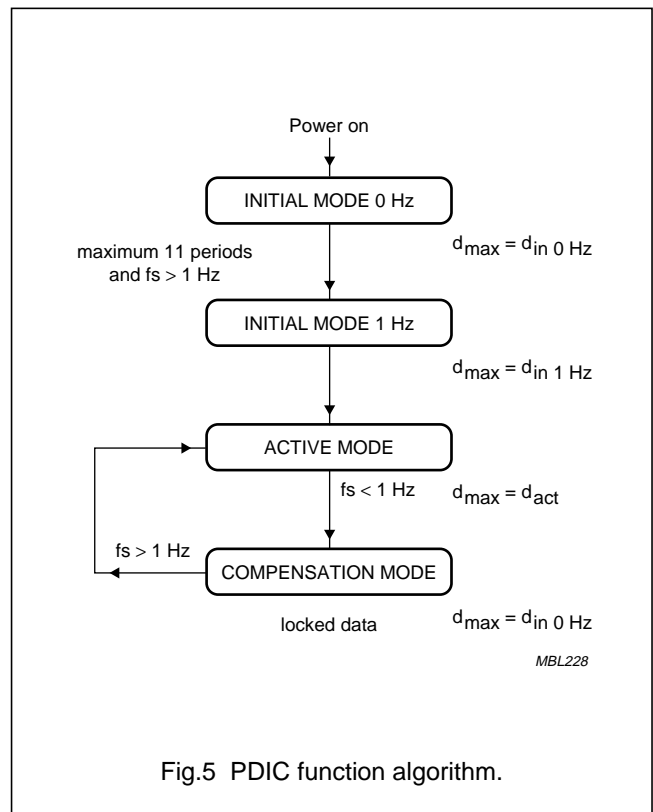 Power on
INITIAL MODE 0 Hz
maximum 11 periods
and fs > 1 Hz
dmax = din 0 Hz
INITIAL MODE 1 Hz
dmax = din 1 Hz
ACTIVE MODE
fs < 1 Hz
dmax = dact
fs > 1 Hz
COMPENSATION MODE
locked data
dmax = din 0 Hz
MBL228
Fig.5 PDIC function algorithm.